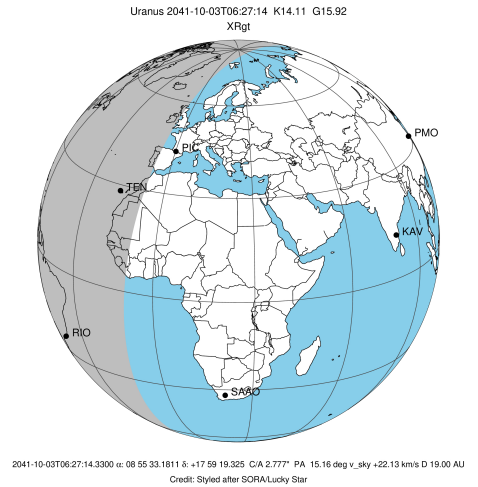 Uranus 2041-10-03T06:27:14 K14.11 G15.92
XRgt
PMO
PIC
TEN
KAV
RIO
SAAO
2041-10-03T06:27:14.3300 α: 08 55 33.1811 δ: +17 59 19.325 C/A 2.777" PA 15.16 deg v_sky +22.13 km/s D 19.00 AU
Credit: Styled after SORA/Lucky Star